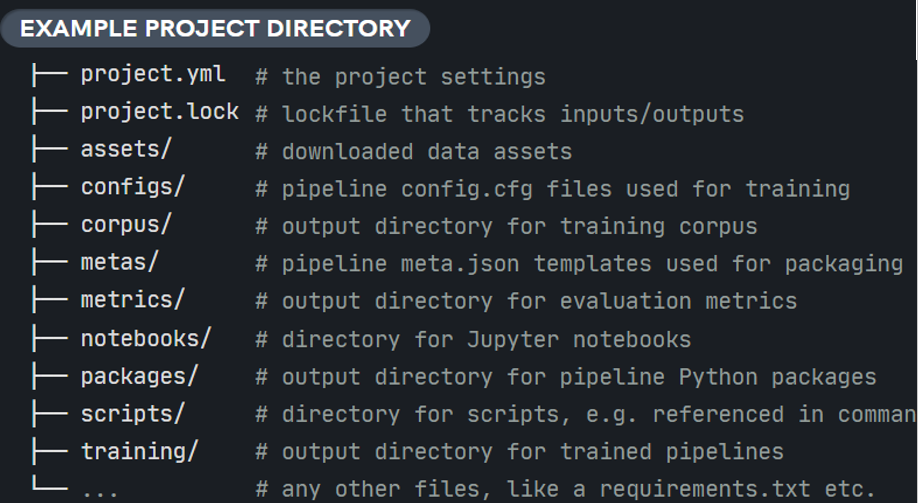 EXAMPLE PROJECT DIRECTORY
├── project.yml # the project settings
├── project.lock # lockfile that tracks inputs/outputs
├── assets/ # downloaded data assets
├── configs/ # pipeline config.cfg files used for training
├── corpus/ # output directory for training corpus
├── metas/ # pipeline meta.json templates used for packaging
├── metrics/ # output directory for evaluation metrics
├── notebooks/ # directory for Jupyter notebooks
├── packages/ # output directory for pipeline Python packages
├── scripts/ # directory for scripts, e.g. referenced in comman
├── training/ # output directory for trained pipelines
└── ... # any other files, like a requirements.txt etc.